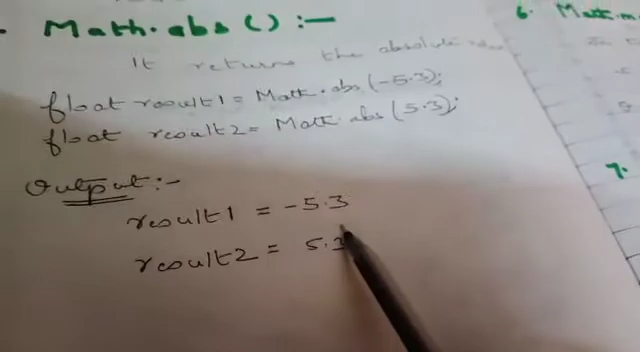 Math.abs () :-
It returns the absolute
float result1 = Math.abs(-5.3);
float result2 = Math.abs(5.3);
Output:-
result1 = -5.3
result2 = 5.3
6.
7.